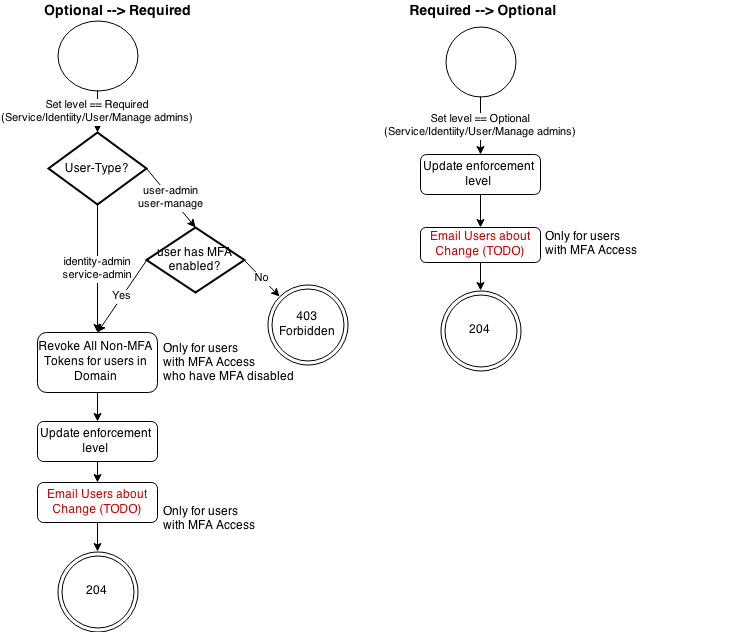 Optional --> Required
Set level == Required
(Service/Identiity/User/Manage admins)
User-Type?
user-admin
user-manage
user has MFA
enabled?
identity-admin
service-admin
Yes
No
403
Forbidden
Revoke All Non-MFA
Tokens for users in
Domain
Only for users
with MFA Access
who have MFA disabled
Update enforcement
level
Email Users about
Change (TODO)
Only for users
with MFA Access
204
Required --> Optional
Set level == Optional
(Service/Identiity/User/Manage admins)
Update enforcement
level
Email Users about
Change (TODO)
Only for users
with MFA Access
204